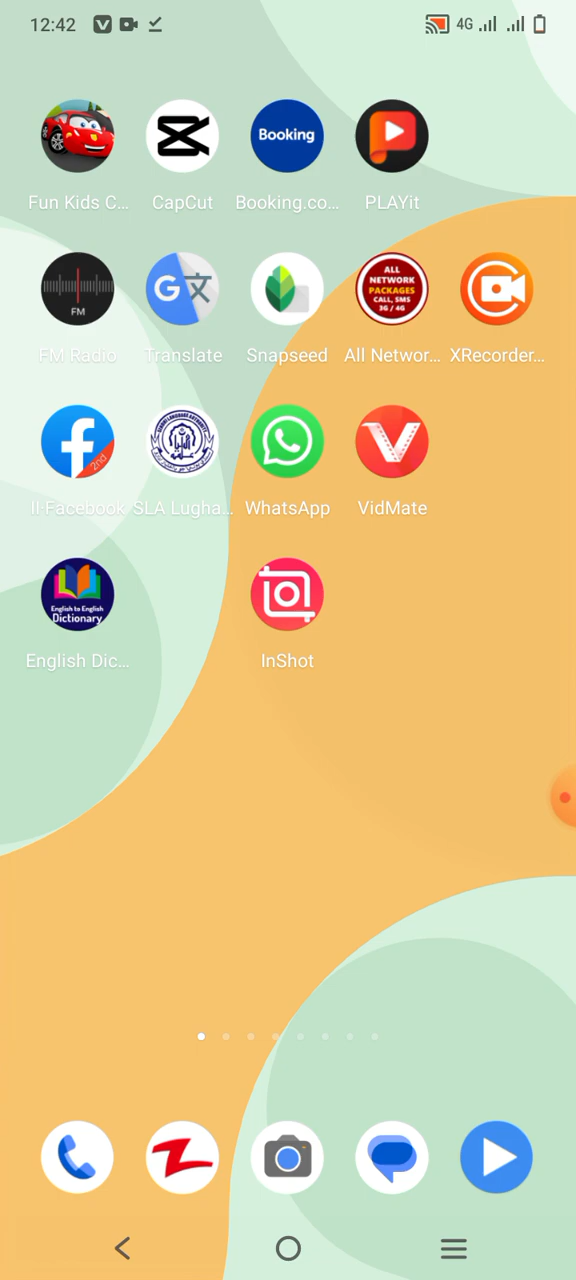 12:42
4G
Booking
Fun Kids C...
CapCut
Booking.co...
PLAYit
FM
ALL
NETWORK
PACKAGES
CALL, SMS
3G / 4G
FM Radio
Translate
Snapseed
All Networ...
XRecorder...
2nd
II Facebook
SLA Lugha...
WhatsApp
VidMate
English to English
Dictionary
English Dic...
InShot